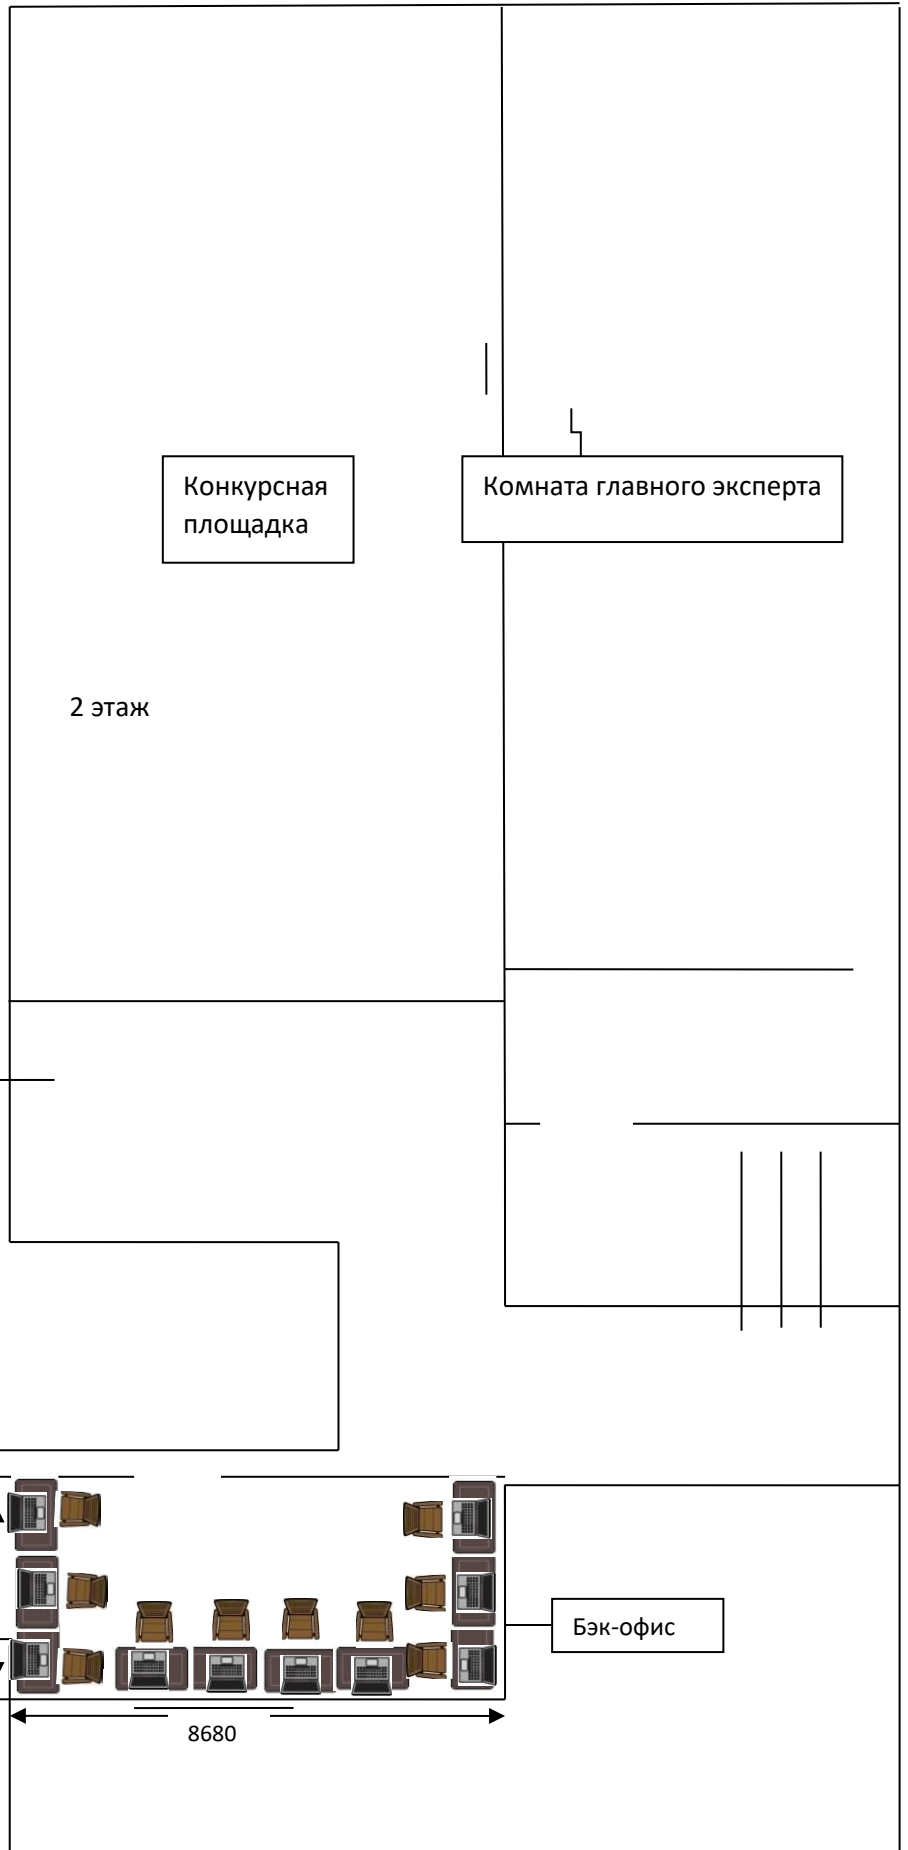 Конкурсная
площадка
Комната главного эксперта
2 этаж
Бэк-офис
8680